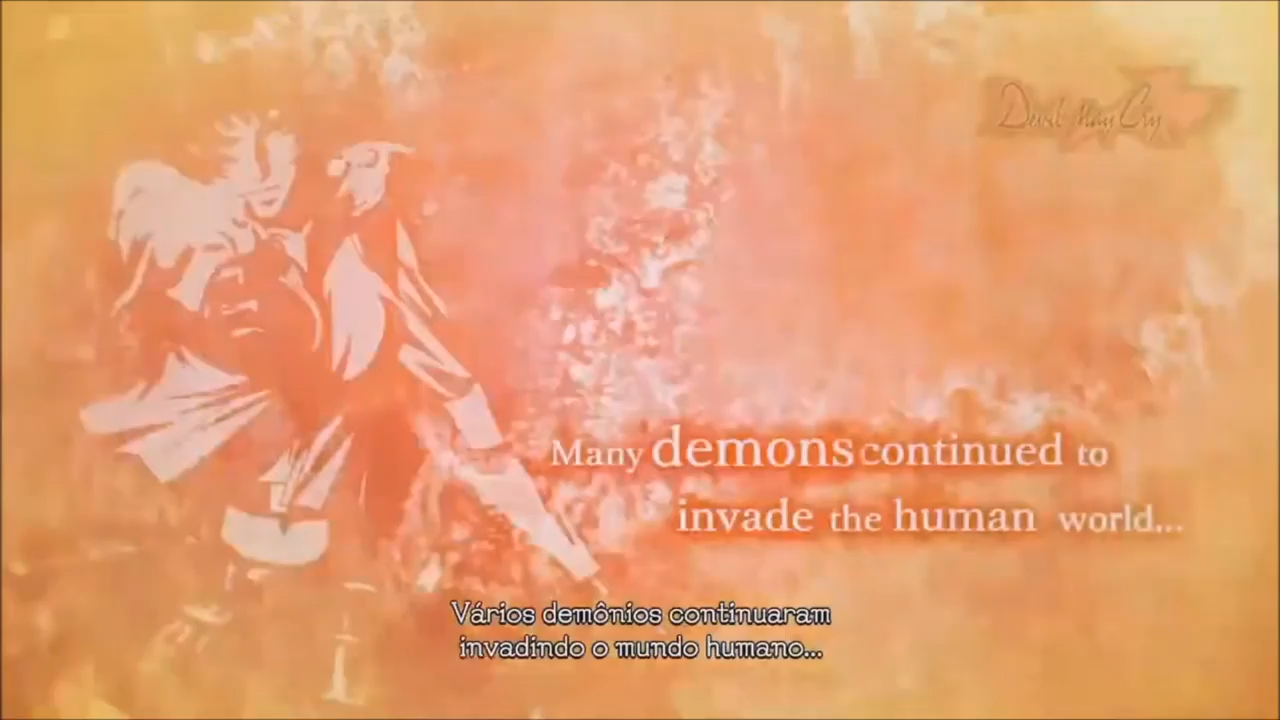 Devil May Cry
Many demons continued to
invade the human world...
Vários demônios continuaram
invadindo o mundo humano...